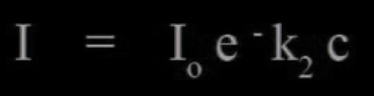 I = I₀ e ⁻k₂ c